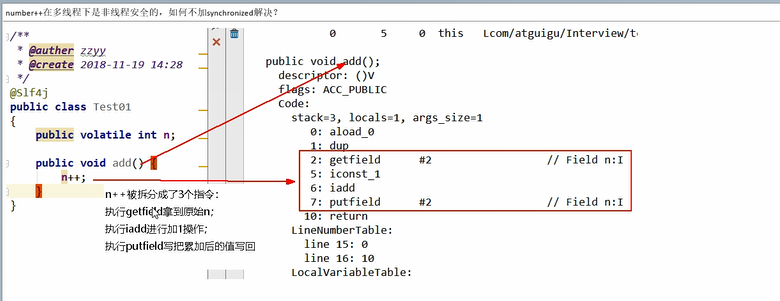 number++在多线程下是非线程安全的，如何不加synchronized解决？
/**
* @auther zzyy
* @create 2018-11-19 14:28
*/
@Slf4j
public class Test01
{
public volatile int n;
public void add() {
n++;
}
}
n++被拆分成了3个指令：
执行getfield拿到原始n；
执行iadd进行加1操作；
执行putfield写把累加后的值写回
0 5 0 this Lcom/atguigu/Interview/t
public void add();
descriptor: ()V
flags: ACC_PUBLIC
Code:
stack=3, locals=1, args_size=1
0: aload_0
1: dup
2: getfield #2 // Field n:I
5: iconst_1
6: iadd
7: putfield #2 // Field n:I
10: return
LineNumberTable:
line 15: 0
line 16: 10
LocalVariableTable: